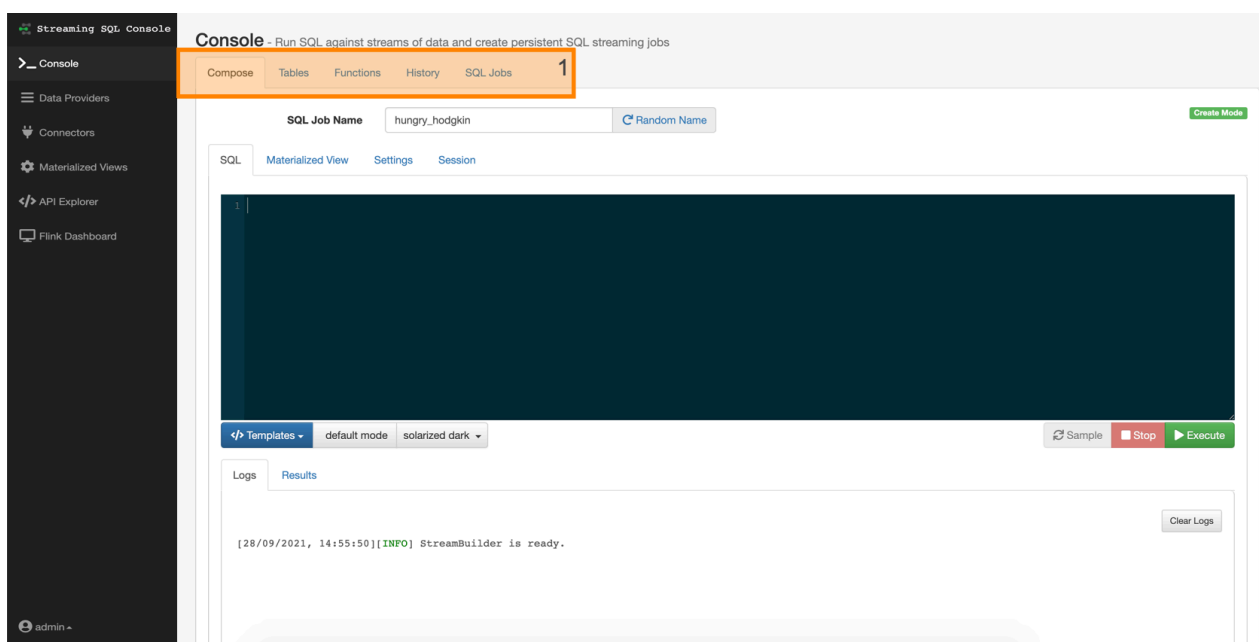 Streaming SQL Console
Console
Data Providers
Connectors
Materialized Views
API Explorer
Flink Dashboard
admin
Console - Run SQL against streams of data and create persistent SQL streaming jobs
Compose Tables Functions History SQL Jobs 1
SQL Job Name hungry_hodgkin Random Name Create Mode
SQL Materialized View Settings Session
1
</> Templates default mode solarized dark Sample Stop Execute
Logs Results
Clear Logs
[28/09/2021, 14:55:50][INFO] StreamBuilder is ready.